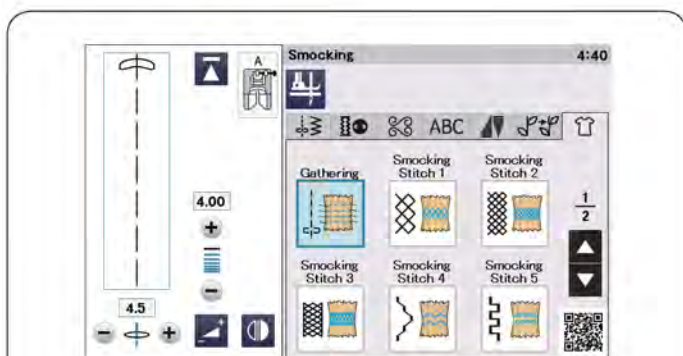 Smocking 4:40
A
ABC
Gathering
Smocking
Stitch 1
Smocking
Stitch 2
4.00
1
2
Smocking
Stitch 3
Smocking
Stitch 4
Smocking
Stitch 5
4.5